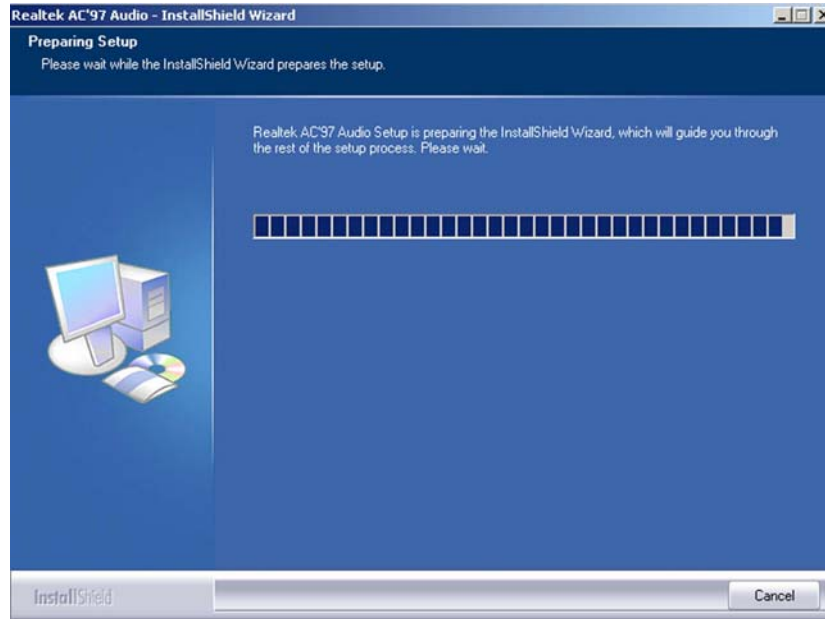 Realtek AC'97 Audio - InstallShield Wizard
Preparing Setup
Please wait while the InstallShield Wizard prepares the setup.
Realtek AC'97 Audio Setup is preparing the InstallShield Wizard, which will guide you through
the rest of the setup process. Please wait.
InstallShield
Cancel